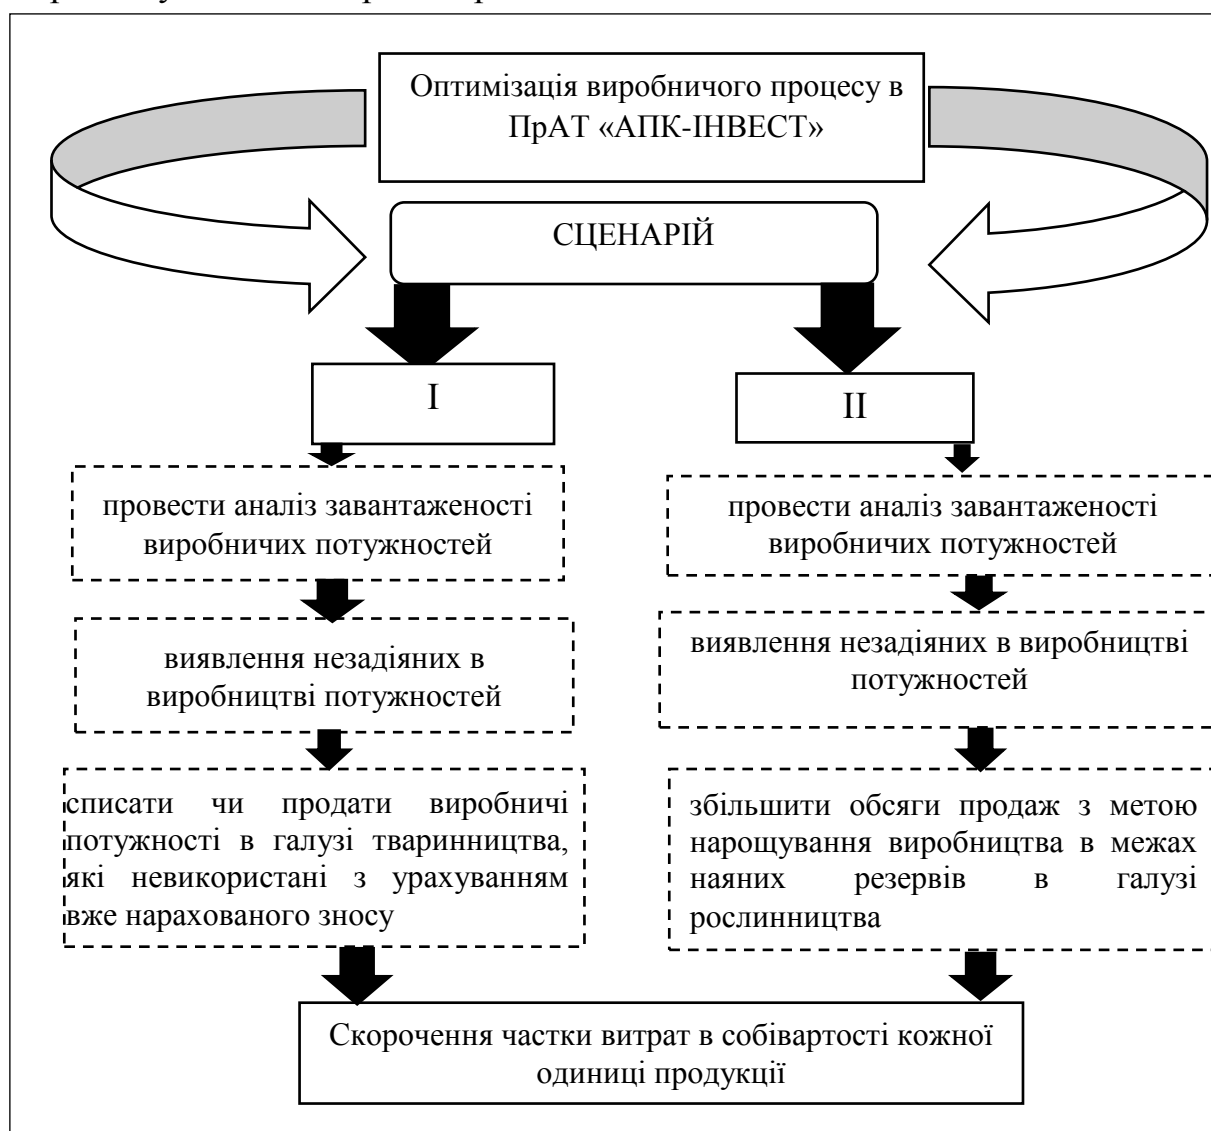 Оптимізація виробничого процесу в
ПрАТ «АПК-ІНВЕСТ»
СЦЕНАРІЙ
І
ІІ
провести аналіз завантаженості
виробничих потужностей
провести аналіз завантаженості
виробничих потужностей
виявлення незадіяних в
виробництві потужностей
виявлення незадіяних в виробництві
потужностей
списати чи продати виробничі
потужності в галузі тваринництва,
які невикористані з урахуванням
вже нарахованого зносу
збільшити обсяги продаж з метою
нарощування виробництва в межах
наяних резервів в галузі
рослинництва
Скорочення частки витрат в собівартості кожної
одиниці продукції